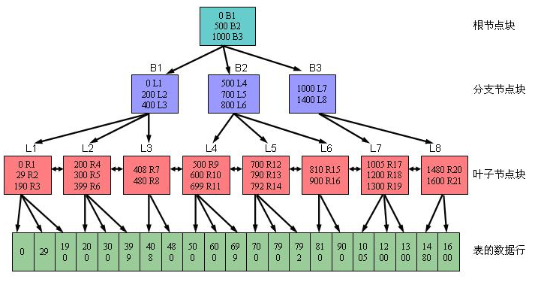 0 B1
500 B2
1000 B3
根节点块
B1
B2
B3
0 L1
200 L2
400 L3
500 L4
700 L5
800 L6
1000 L7
1400 L8
分支节点块
L1
L2
L3
L4
L5
L6
L7
L8
0 R1
29 R2
190 R3
200 R4
300 R5
399 R6
408 R7
480 R8
500 R9
600 R10
699 R11
700 R12
790 R13
792 R14
810 R15
900 R16
1005 R17
1200 R18
1300 R19
1480 R20
1600 R21
叶子节点块
0
29
190
200
300
399
408
480
500
600
699
700
790
792
810
900
1005
1200
1300
1480
1600
表的数据行